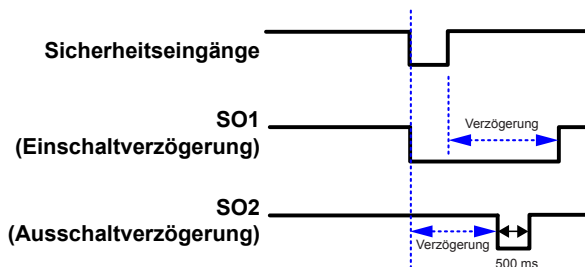 Sicherheitseingänge
SO1
(Einschaltverzögerung)
Verzögerung
SO2
(Ausschaltverzögerung)
Verzögerung
500 ms